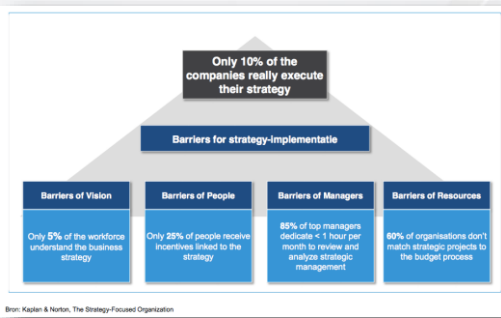 Only 10% of the
companies really execute
their strategy
Barriers for strategy-implementatie
Barriers of Vision
Only 5% of the workforce
understand the business
strategy
Barriers of People
Only 25% of people receive
incentives linked to the
strategy
Barriers of Managers
85% of top managers
dedicate < 1 hour per
month to review and
analyze strategic
management
Barriers of Resources
60% of organisations don't
match strategic projects to
the budget process
Bron: Kaplan & Norton, The Strategy-Focused Organization